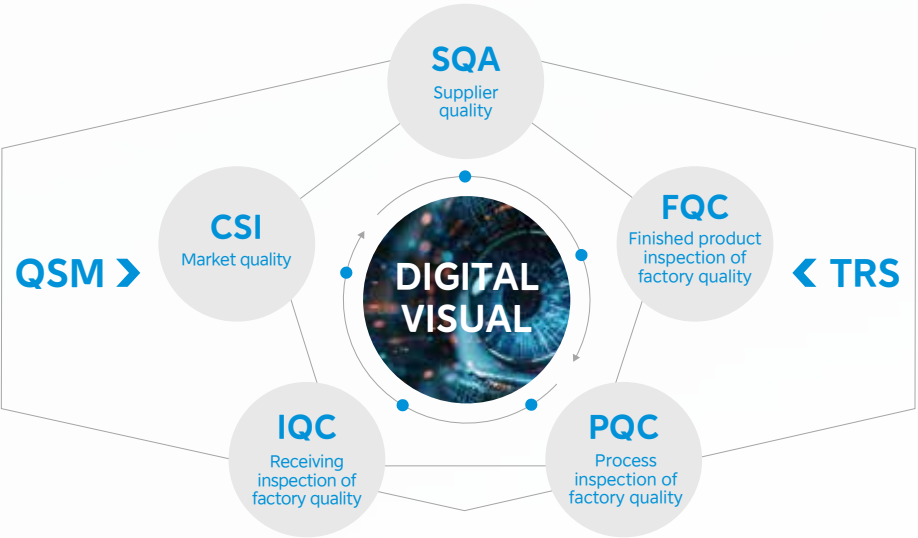 SQA
Supplier
quality
CSI
Market quality
FQC
Finished product
inspection of
factory quality
QSM
DIGITAL
VISUAL
TRS
IQC
Receiving
inspection of
factory quality
PQC
Process
inspection of
factory quality